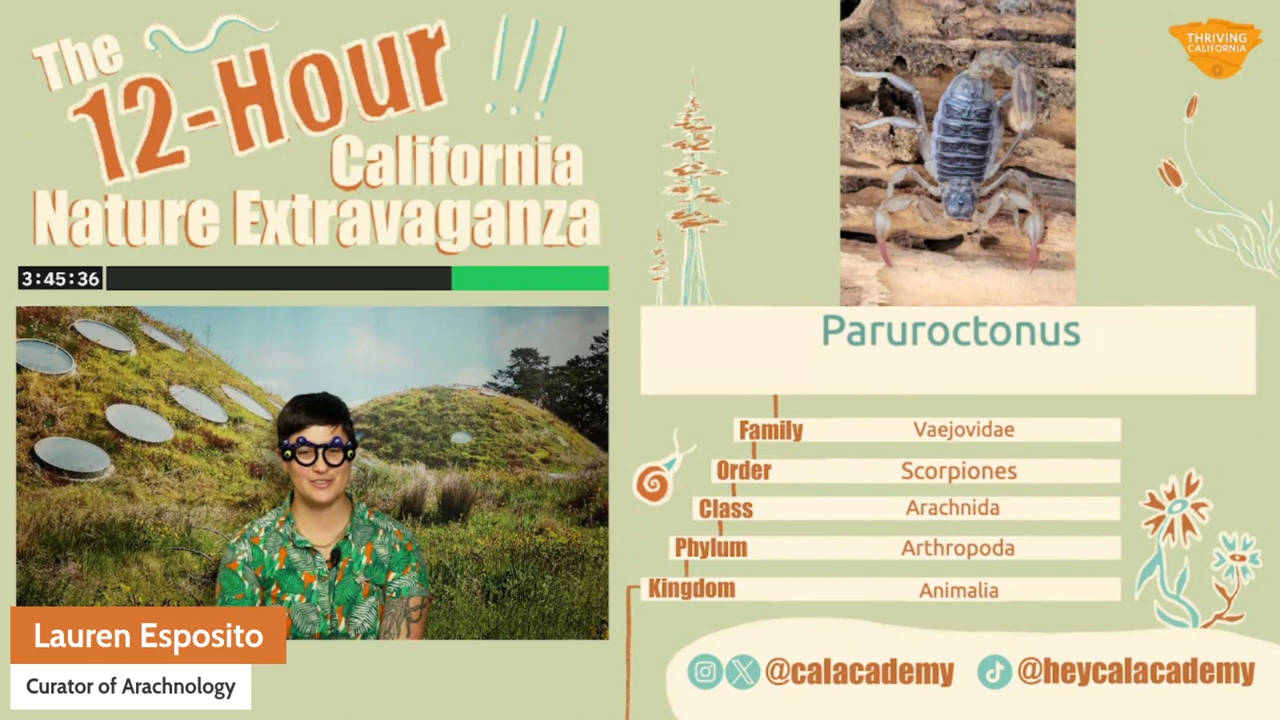 The
12-Hour !!!
California
Nature Extravaganza
3:45:36
Lauren Esposito
Curator of Arachnology
THRIVING
CALIFORNIA
Paruroctonus
Family Vaejovidae
Order Scorpiones
Class Arachnida
Phylum Arthropoda
Kingdom Animalia
@calacademy @heycalacademy